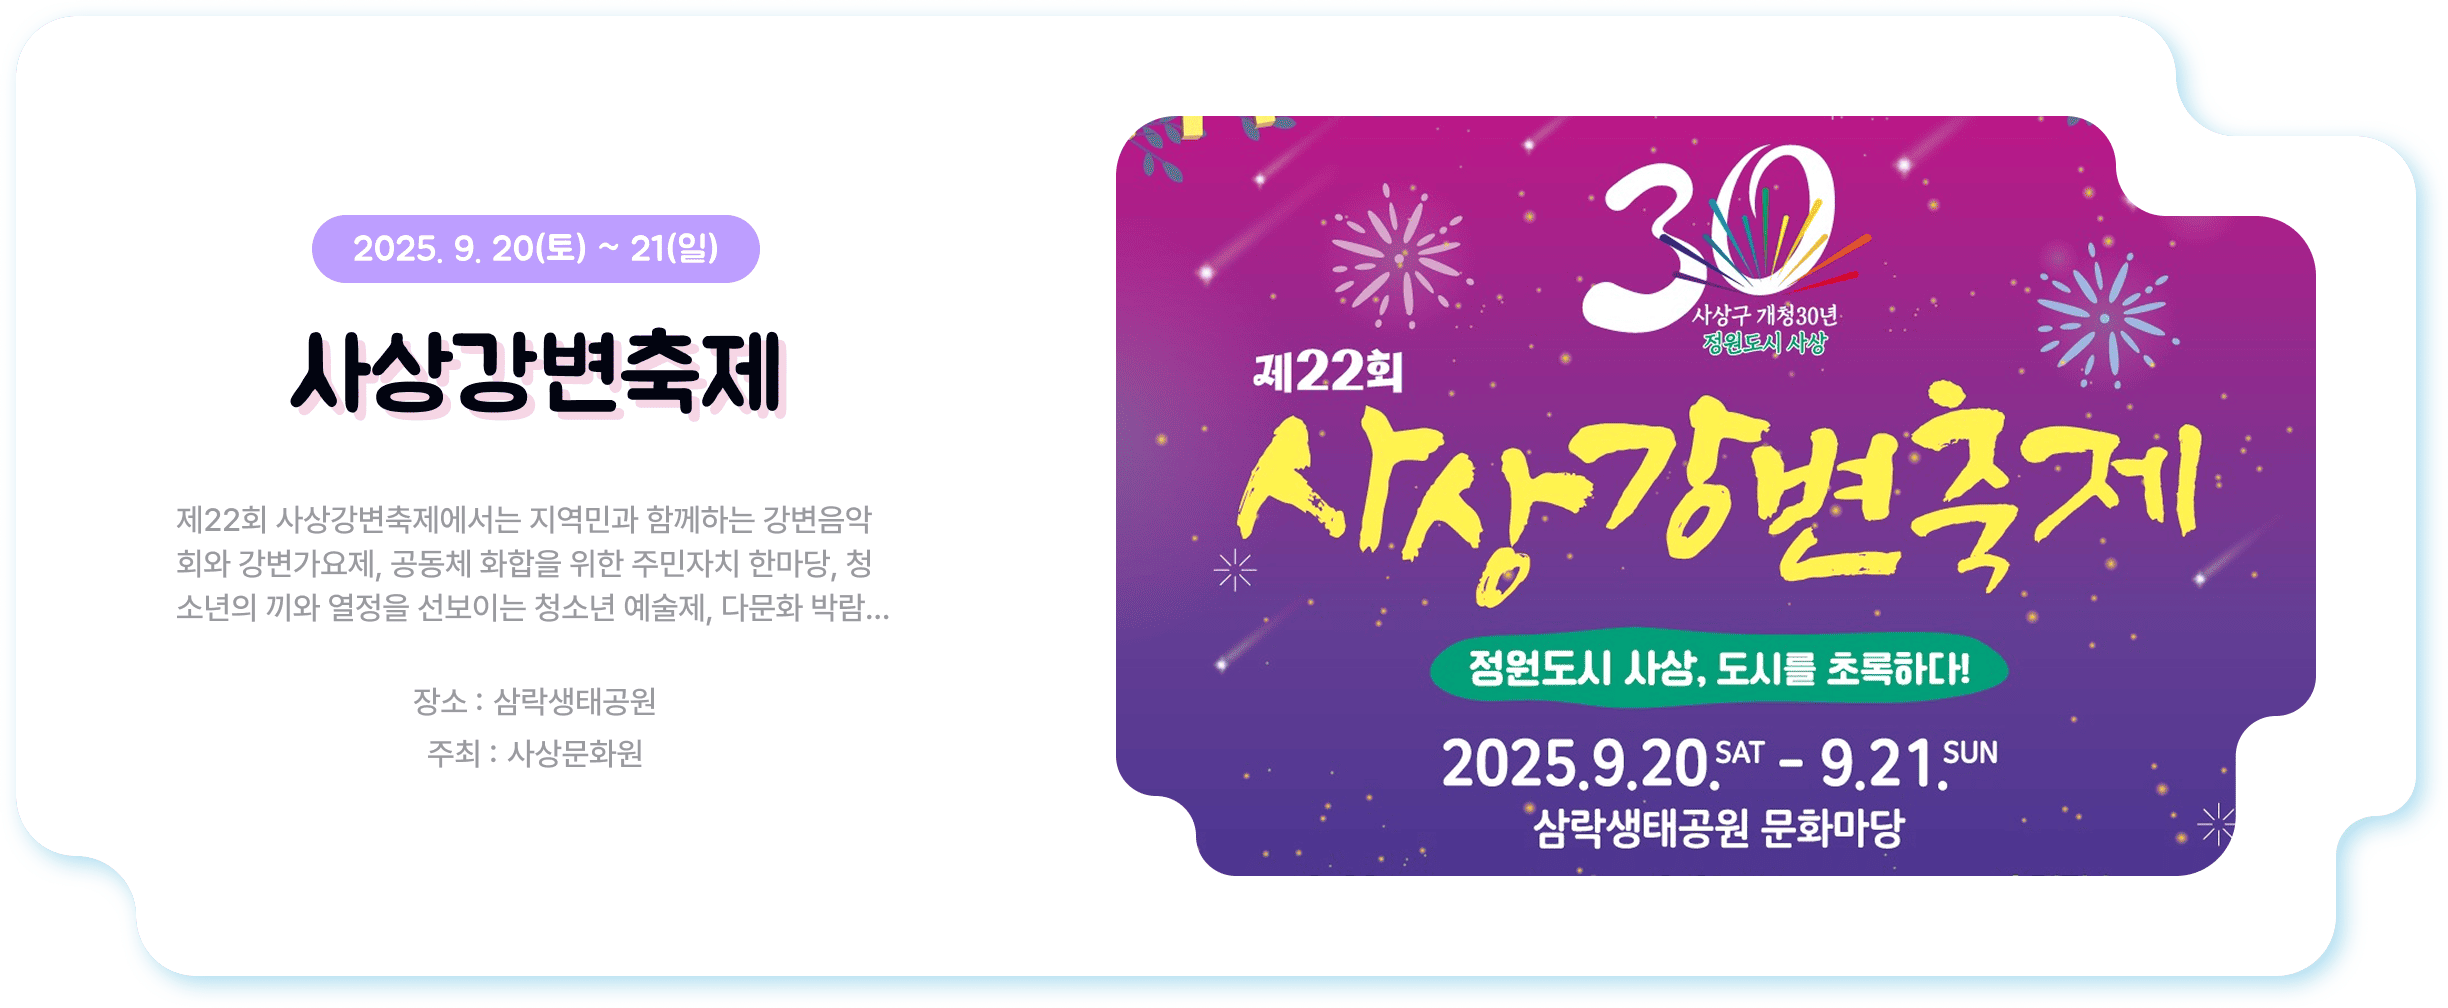 2025. 9. 20(토) ~ 21(일)
사상강변축제
제22회 사상강변축제에서는 지역민과 함께하는 강변음악
회와 강변가요제, 공동체 화합을 위한 주민자치 한마당, 청
소년의 끼와 열정을 선보이는 청소년 예술제, 다문화 박람...
장소 : 삼락생태공원
주최 : 사상문화원
30
사상구 개청30년
정원도시 사상
제22회
사상강변축제
정원도시 사상, 도시를 초록하다!
2025.9.20.SAT - 9.21.SUN
삼락생태공원 문화마당